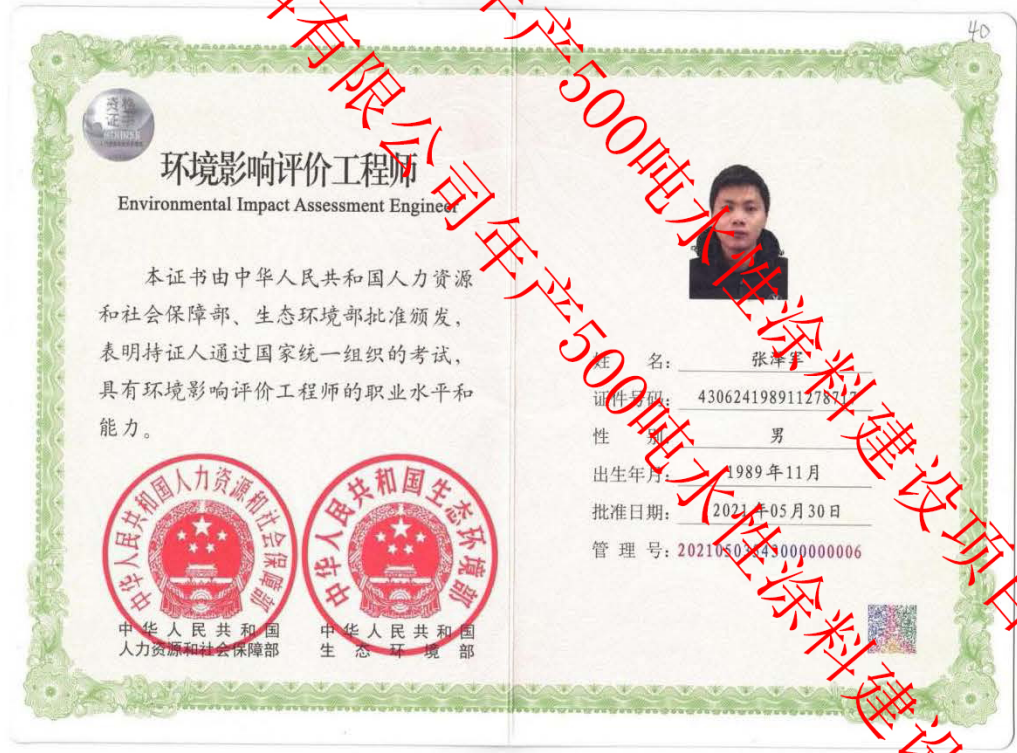 40
资格
证书
环境影响评价工程师
Environmental Impact Assessment Engineer
本证书由中华人民共和国人力资源
和社会保障部、生态环境部批准颁发，
表明持证人通过国家统一组织的考试，
具有环境影响评价工程师的职业水平和
能力。
中华人民共和国人力资源和社会保障部
中华人民共和国生态环境部
中华人民共和国
人力资源和社会保障部
中华人民共和国
生态环境部
姓 名： 张泽军
证件号码： 430624198911278717
性 别： 男
出生年月： 1989年11月
批准日期： 2021年05月30日
管 理 号：
有限公司年产500吨水性涂料建设
年产500吨水性涂料建设项目